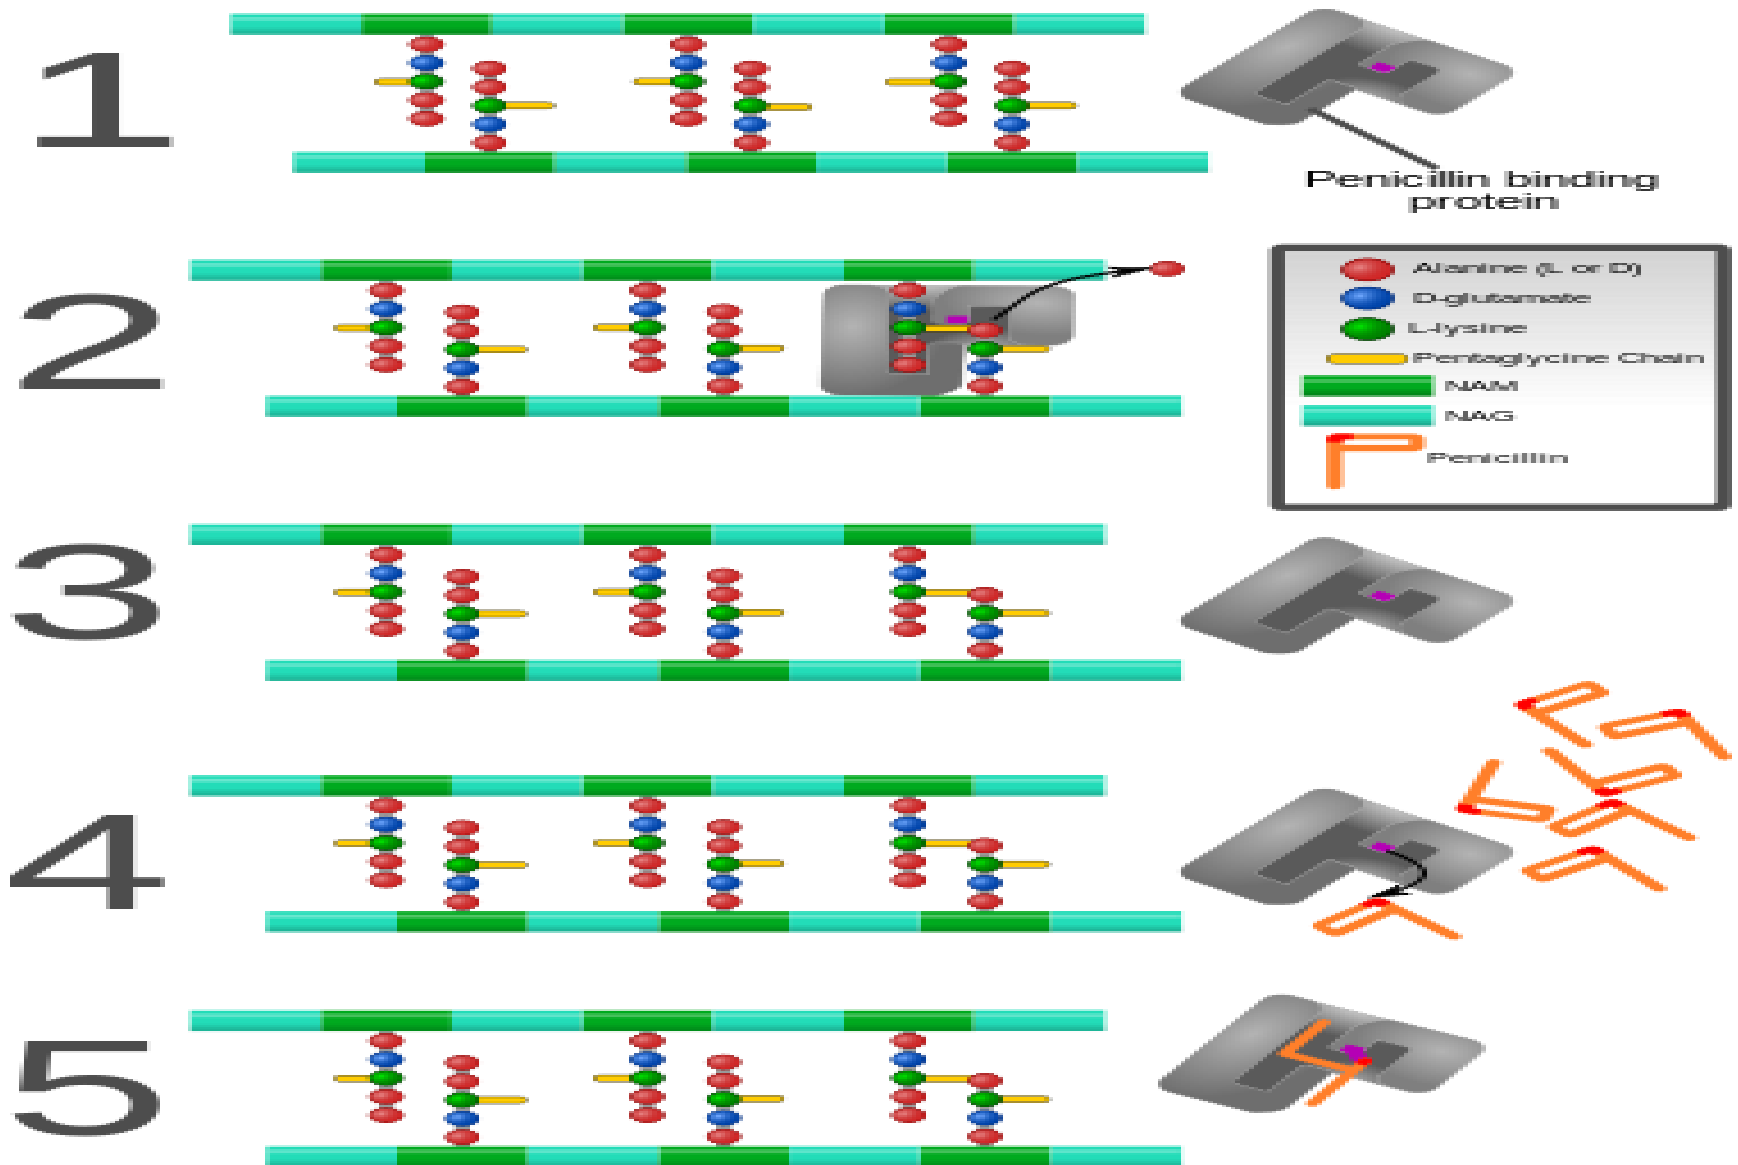 1
Penicillin binding
protein
2
Alanine (L or D)
D-glutamate
L-lysine
Pentaglycine Chain
NAM
NAG
Penicillin
3
4
5